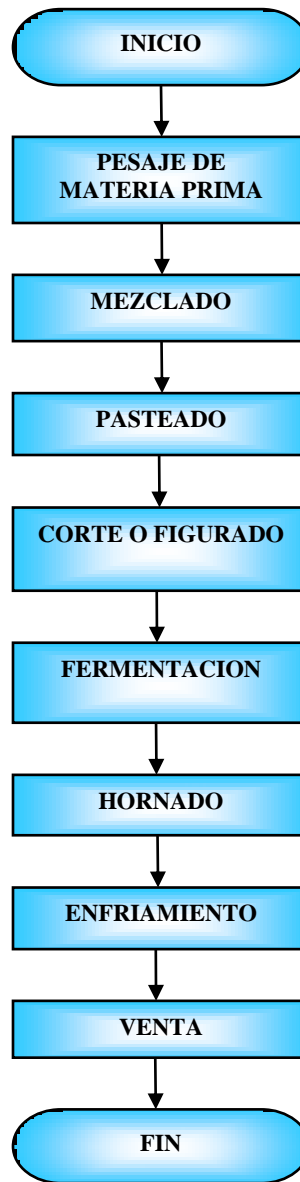 INICIO
PESAJE DE
MATERIA PRIMA
MEZCLADO
PASTEADO
CORTE O FIGURADO
FERMENTACION
HORNADO
ENFRIAMIENTO
VENTA
FIN